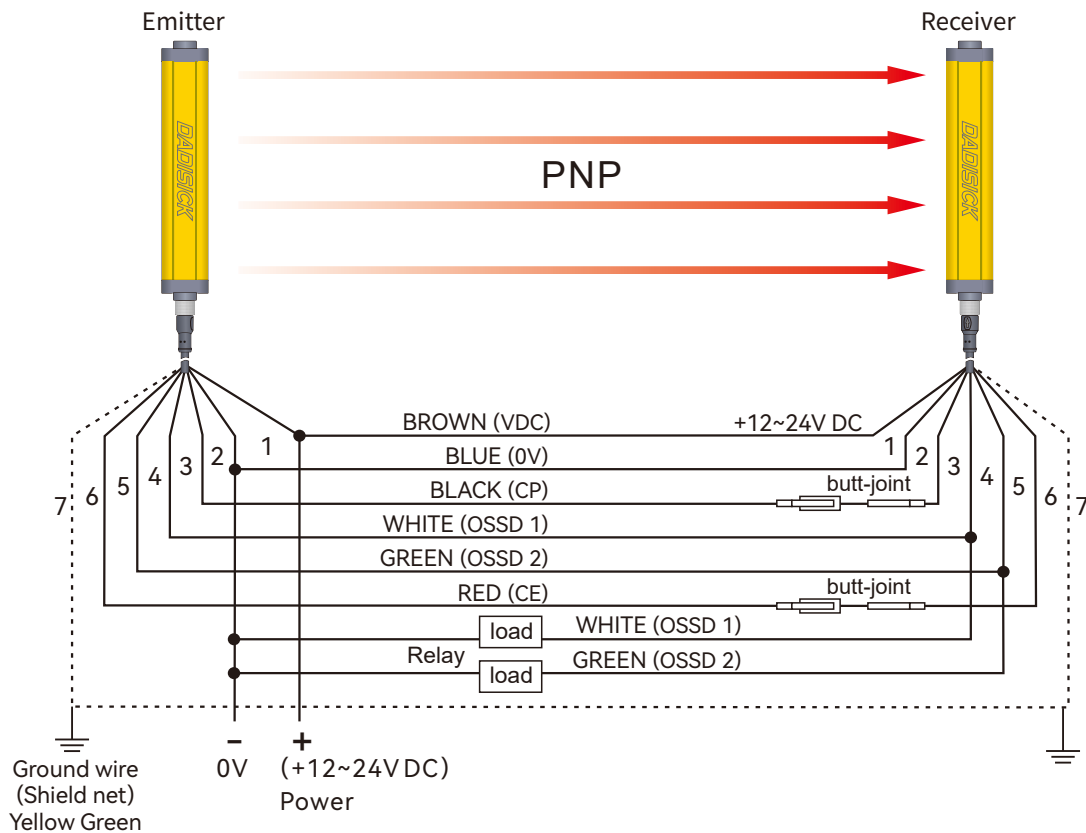 Emitter
Receiver
DADISICK
DADISICK
PNP
BROWN (VDC)
+12~24V DC
BLUE (0V)
BLACK (CP)
butt-joint
WHITE (OSSD 1)
GREEN (OSSD 2)
RED (CE)
butt-joint
load
WHITE (OSSD 1)
Relay
load
GREEN (OSSD 2)
7 6 5 4 3 2 1
1 2 3 4 5 6 7
-
+
0V
(+12~24V DC)
Power
Ground wire
(Shield net)
Yellow Green